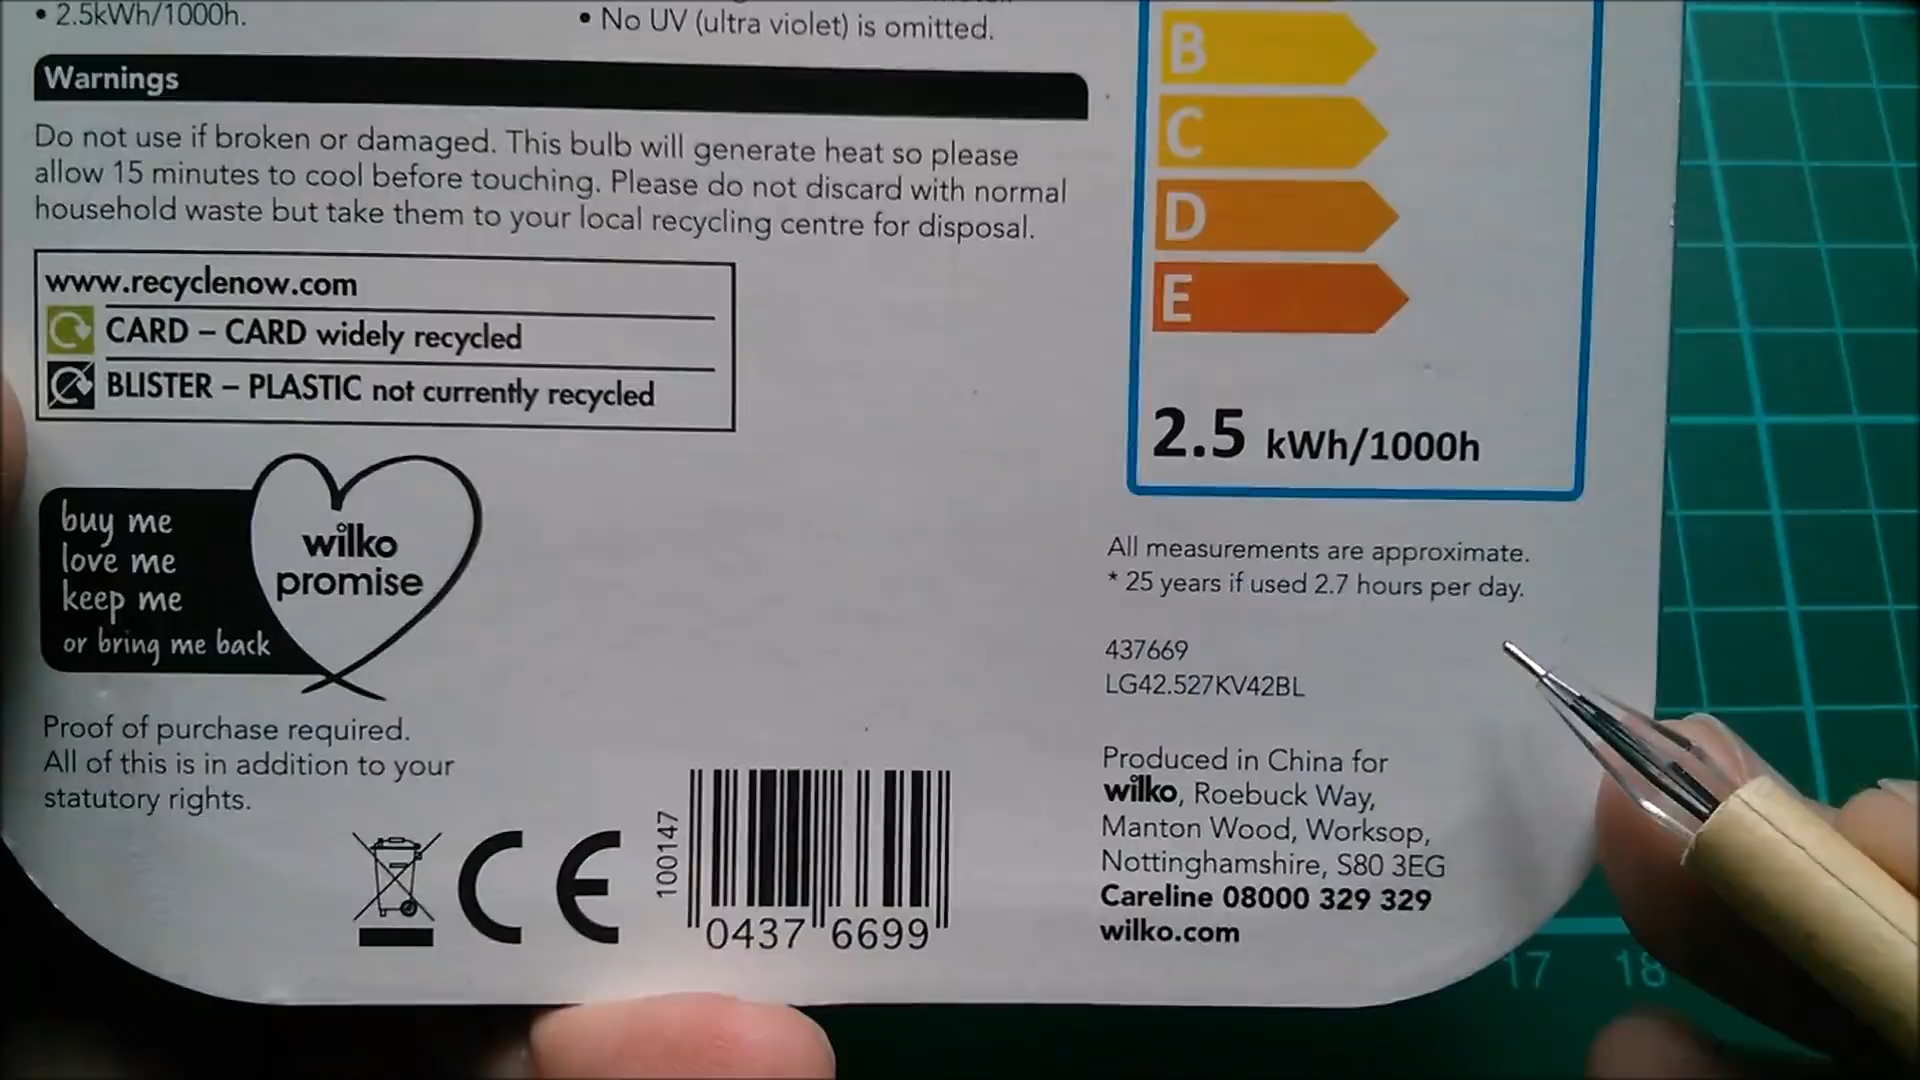 • 2.5kWh/1000h.
• No UV (ultra violet) is omitted.
Warnings
Do not use if broken or damaged. This bulb will generate heat so please
allow 15 minutes to cool before touching. Please do not discard with normal
household waste but take them to your local recycling centre for disposal.
www.recyclenow.com
CARD – CARD widely recycled
BLISTER – PLASTIC not currently recycled
buy me
love me
keep me
or bring me back
wilko
promise
Proof of purchase required.
All of this is in addition to your
statutory rights.
CE
100147
0437 6699
B
C
D
E
2.5 kWh/1000h
All measurements are approximate.
* 25 years if used 2.7 hours per day.
437669
LG42.527KV42BL
Produced in China for
wilko, Roebuck Way,
Manton Wood, Worksop,
Nottinghamshire, S80 3EG
Careline 08000 329 329
wilko.com
17 18